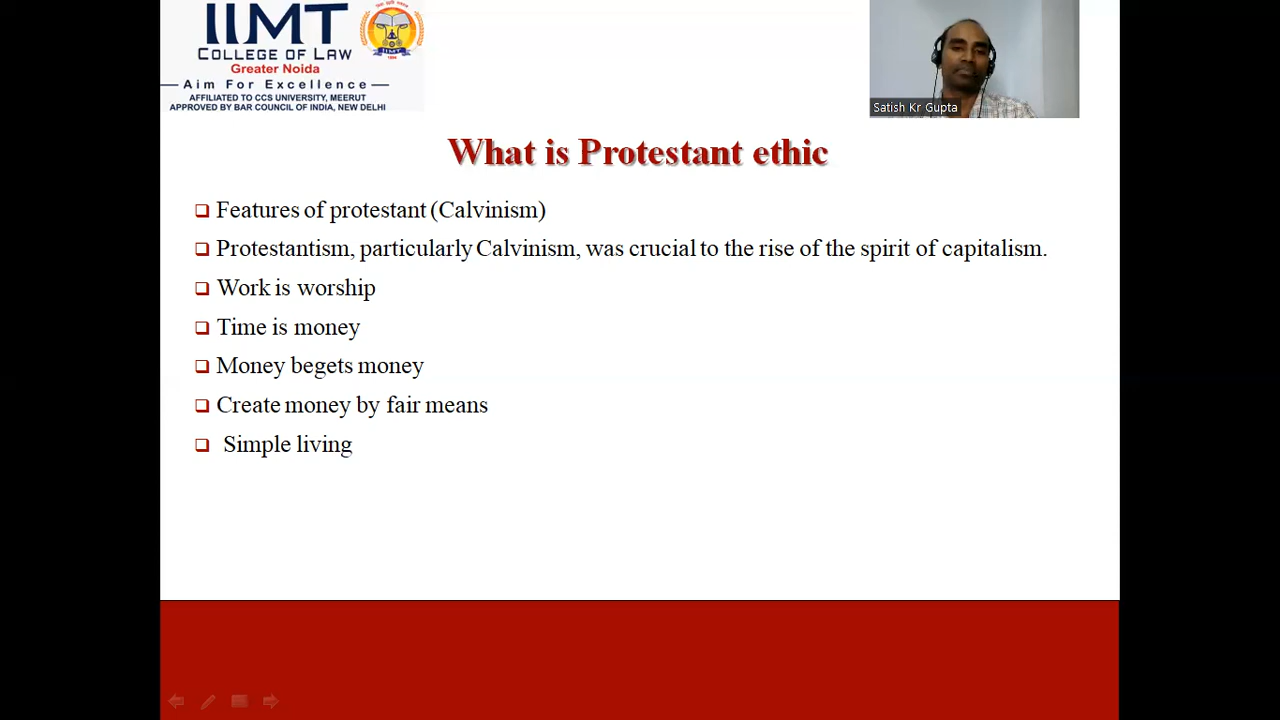 IIMT
COLLEGE OF LAW
Greater Noida
Aim For Excellence
AFFILIATED TO CCS UNIVERSITY, MEERUT
APPROVED BY BAR COUNCIL OF INDIA, NEW DELHI
IIMT
Satish Kr Gupta
What is Protestant ethic
Features of protestant (Calvinism)
Protestantism, particularly Calvinism, was crucial to the rise of the spirit of capitalism.
Work is worship
Time is money
Money begets money
Create money by fair means
Simple living